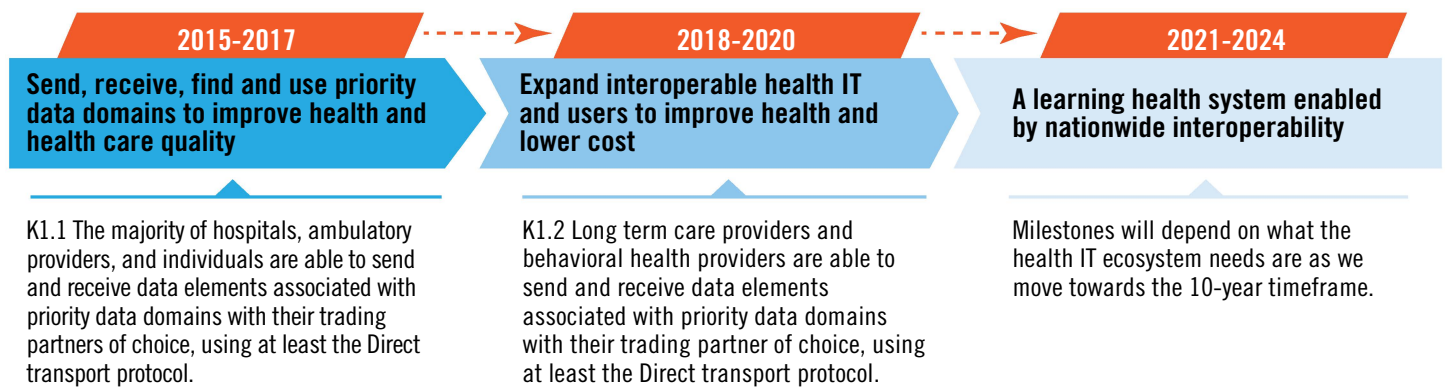 2015-2017
Send, receive, find and use priority
data domains to improve health and
health care quality
K1.1 The majority of hospitals, ambulatory
providers, and individuals are able to send
and receive data elements associated with
priority data domains with their trading
partners of choice, using at least the Direct
transport protocol.
2018-2020
Expand interoperable health IT
and users to improve health and
lower cost
K1.2 Long term care providers and
behavioral health providers are able to
send and receive data elements
associated with priority data domains
with their trading partner of choice, using
at least the Direct transport protocol.
2021-2024
A learning health system enabled
by nationwide interoperability
Milestones will depend on what the
health IT ecosystem needs are as we
move towards the 10-year timeframe.